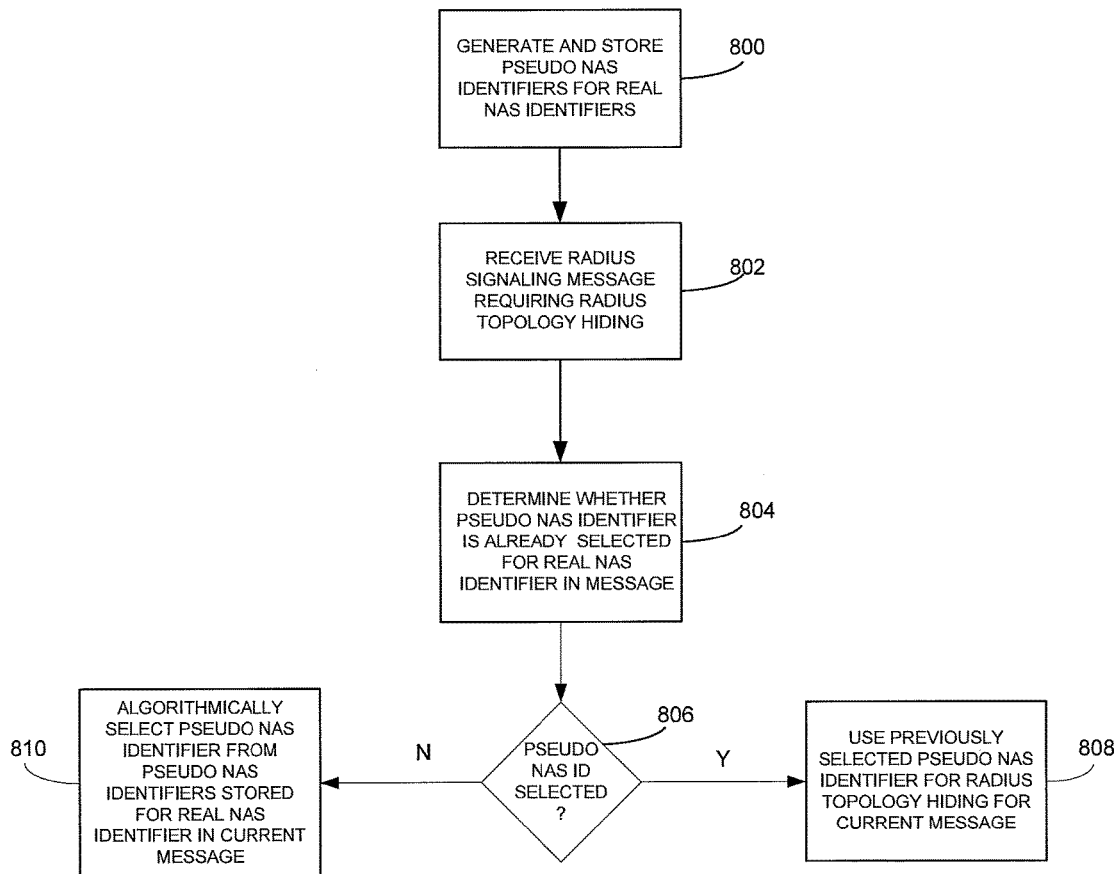 GENERATE AND STORE
PSEUDO NAS
IDENTIFIERS FOR REAL
NAS IDENTIFIERS
800
RECEIVE RADIUS
SIGNALING MESSAGE
REQUIRING RADIUS
TOPOLOGY HIDING
802
DETERMINE WHETHER
PSEUDO NAS IDENTIFIER
IS ALREADY SELECTED
FOR REAL NAS
IDENTIFIER IN MESSAGE
804
806
PSEUDO
NAS ID
SELECTED
?
N
Y
810
ALGORITHMICALLY
SELECT PSEUDO NAS
IDENTIFIER FROM
PSEUDO NAS
IDENTIFIERS STORED
FOR REAL NAS
IDENTIFIER IN CURRENT
MESSAGE
USE PREVIOUSLY
SELECTED PSEUDO NAS
IDENTIFIER FOR RADIUS
TOPOLOGY HIDING FOR
CURRENT MESSAGE
808